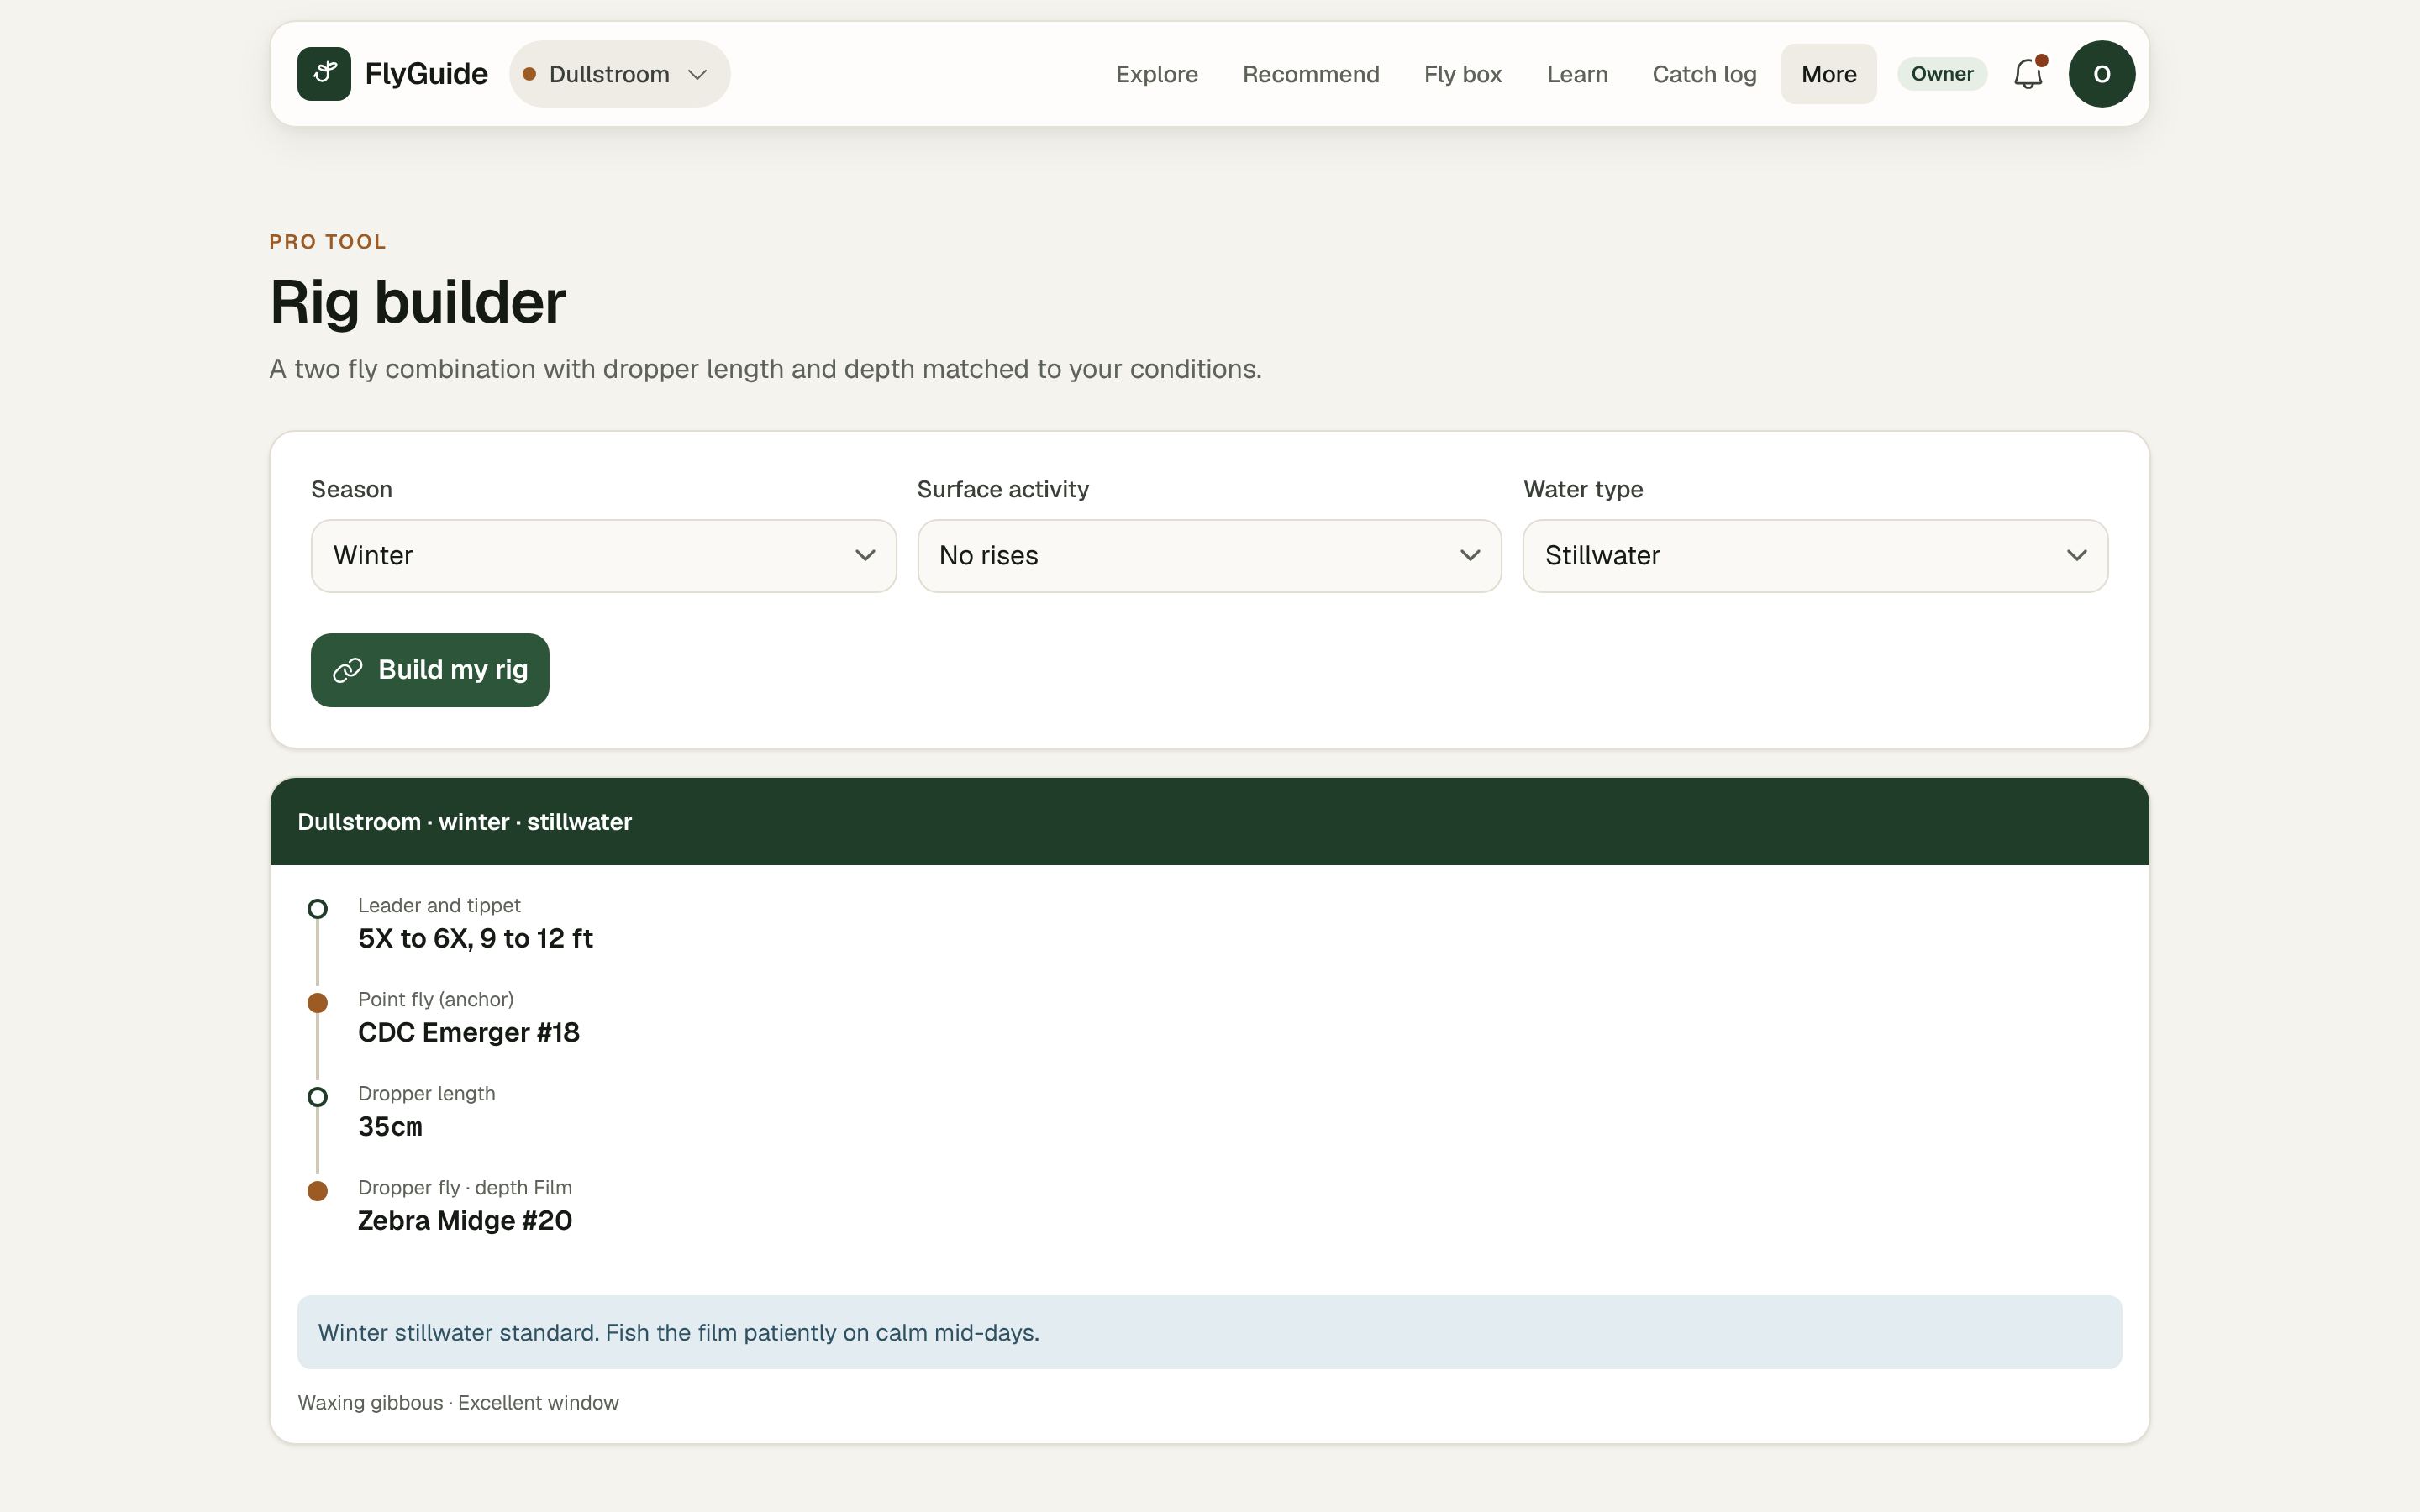 FlyGuide
Dullstroom
Explore
Recommend
Fly box
Learn
Catch log
More
Owner
O
PRO TOOL
Rig builder
A two fly combination with dropper length and depth matched to your conditions.
Season
Surface activity
Water type
Winter
No rises
Stillwater
Build my rig
Dullstroom · winter · stillwater
Leader and tippet
5X to 6X, 9 to 12 ft
Point fly (anchor)
CDC Emerger #18
Dropper length
35cm
Dropper fly · depth Film
Zebra Midge #20
Winter stillwater standard. Fish the film patiently on calm mid-days.
Waxing gibbous · Excellent window